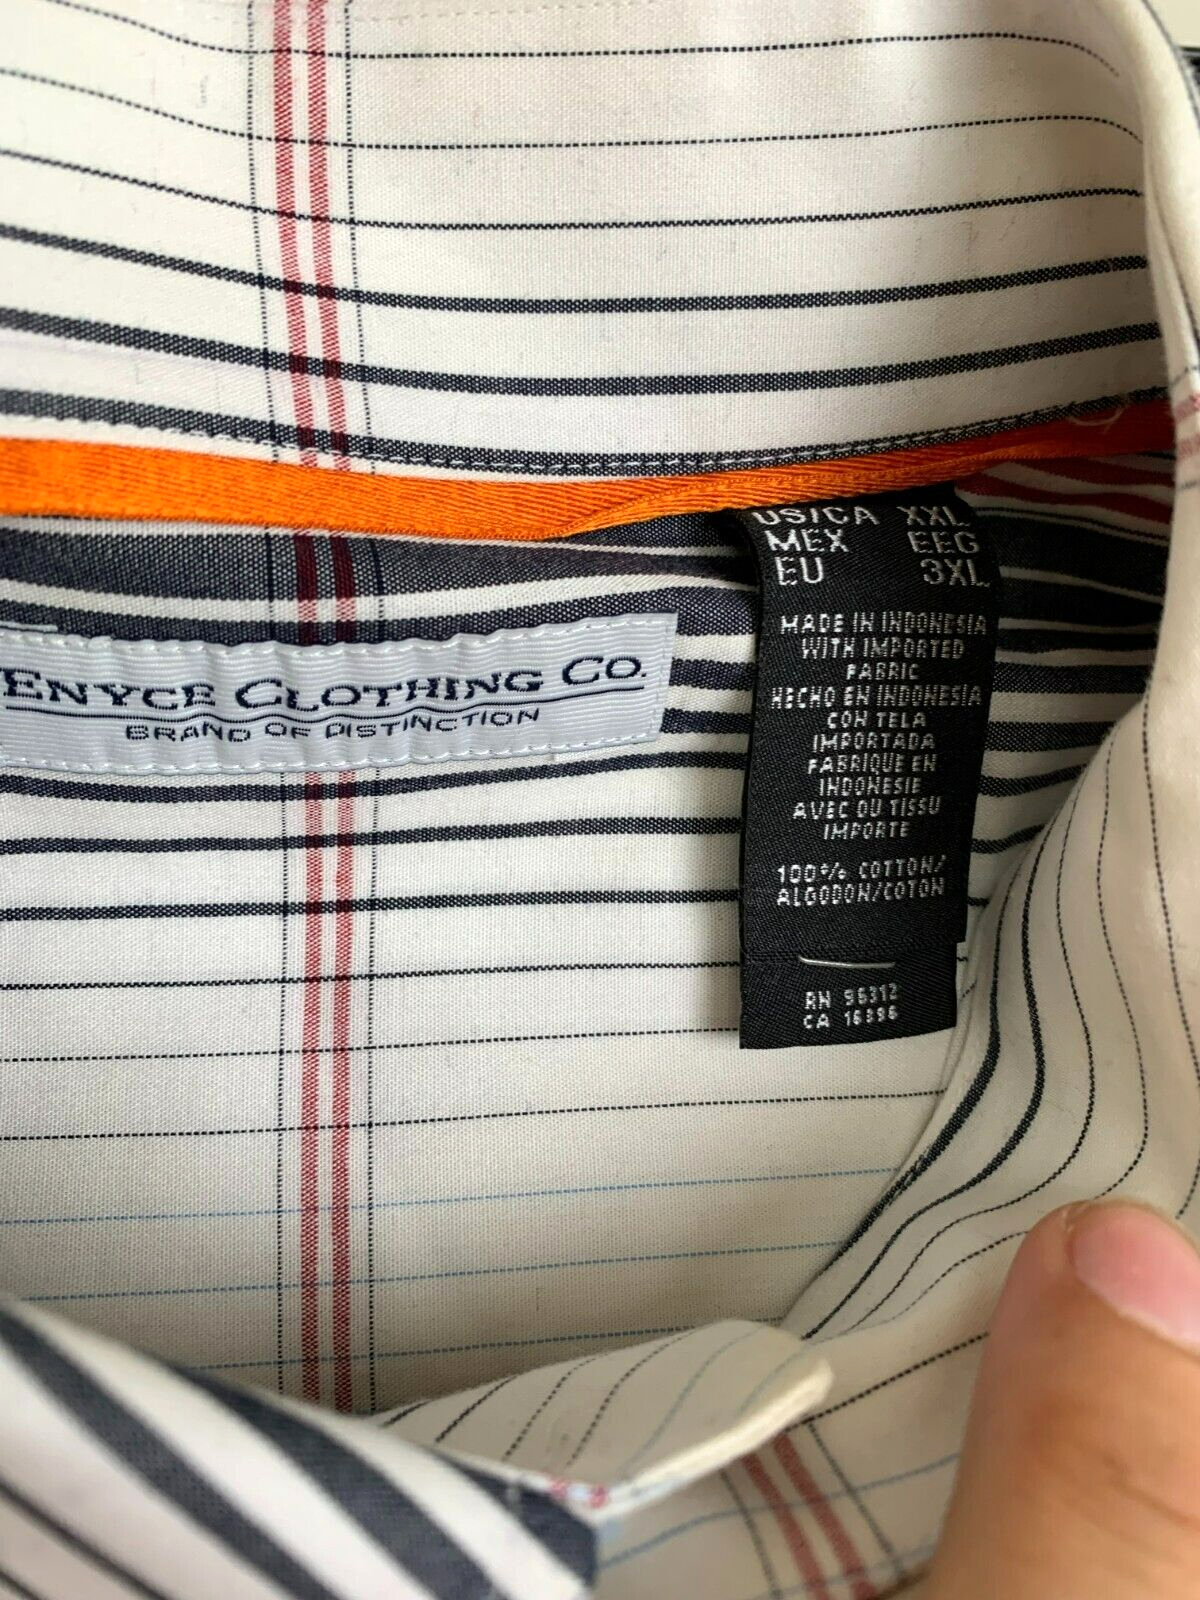 ENYCE CLOTHING CO.
BRAND OF DISTINCTION
US/CA XXL
MEX EEG
EU 3XL
MADE IN INDONESIA
WITH IMPORTED
FABRIC
HECHO EN INDONESIA
CON TELA
IMPORTADA
FABRIQUE EN
INDONESIE
AVEC DU TISSU
IMPORTE
100% COTTON/
ALGODON/COTON
RN 96312
CA 16396